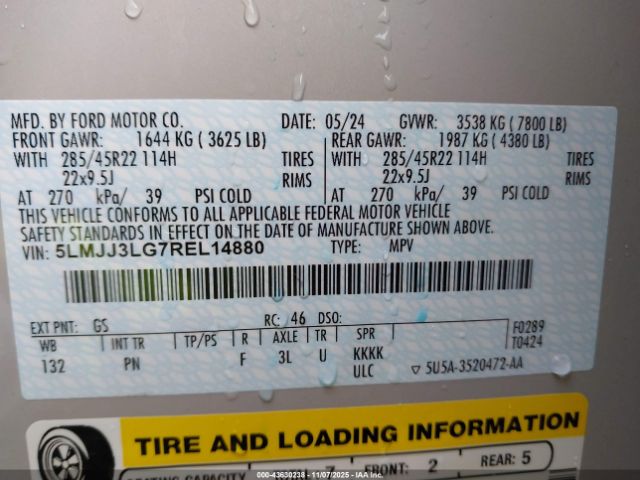 MFD. BY FORD MOTOR CO. DATE: 05/24 GVWR: 3538 KG ( 7800 LB)
FRONT GAWR: 1644 KG ( 3625 LB) REAR GAWR: 1987 KG ( 4380 LB)
WITH 285/45R22 114H TIRES WITH 285/45R22 114H TIRES
22x9.5J RIMS 22x9.5J RIMS
AT 270 kPa/ 39 PSI COLD AT 270 kPa/ 39 PSI COLD
THIS VEHICLE CONFORMS TO ALL APPLICABLE FEDERAL MOTOR VEHICLE
SAFETY STANDARDS IN EFFECT ON THE DATE OF MANUFACTURE SHOWN ABOVE.
VIN: 5LMJJ3LG7REL14880 TYPE: MPV
EXT PNT: GS RC: 46 DSO: F0289
WB INT TR TP/PS R AXLE TR SPR T0424
132 PN F 3L U KKKK
ULC ▽ 5U5A-3520472-AA
TIRE AND LOADING INFORMATION
SEATING CAPACITY 7 FRONT: 2 REAR: 5
000-43630238 - 11/07/2025 - IAA Inc.